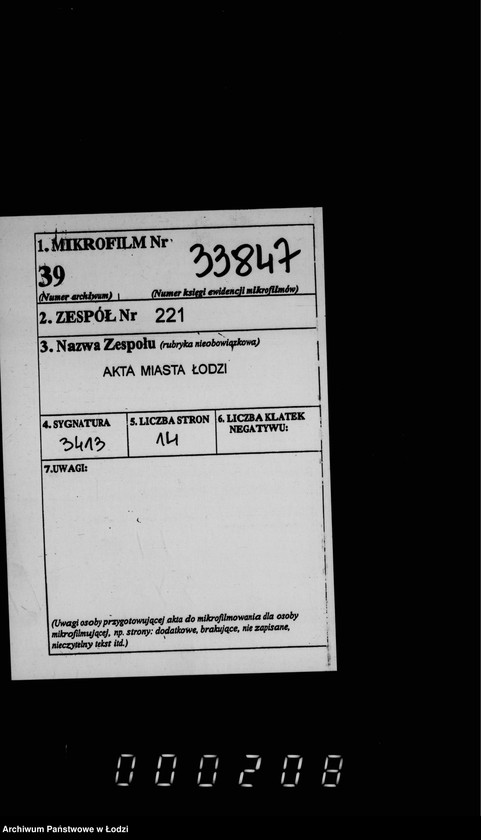 1. MIKROFILM Nr 33847
39
(Numer archiwum) (Numer księgi ewidencji mikrofilmów)
2. ZESPÓŁ Nr 221
3. Nazwa Zespołu (rubryka nieobowiązkowa)
AKTA MIASTA ŁODZI
4. SYGNATURA 5. LICZBA STRON 6. LICZBA KLATEK
NEGATYWU:
3413 14
7.UWAGI:
(Uwagi osoby przygotowującej akta do mikrofilmowania dla osoby
mikrofilmującej, np. strony: dodatkowe, brakujące, nie zapisane,
nieczytelny tekst itd.)
000208
Archiwum Państwowe w Łodzi